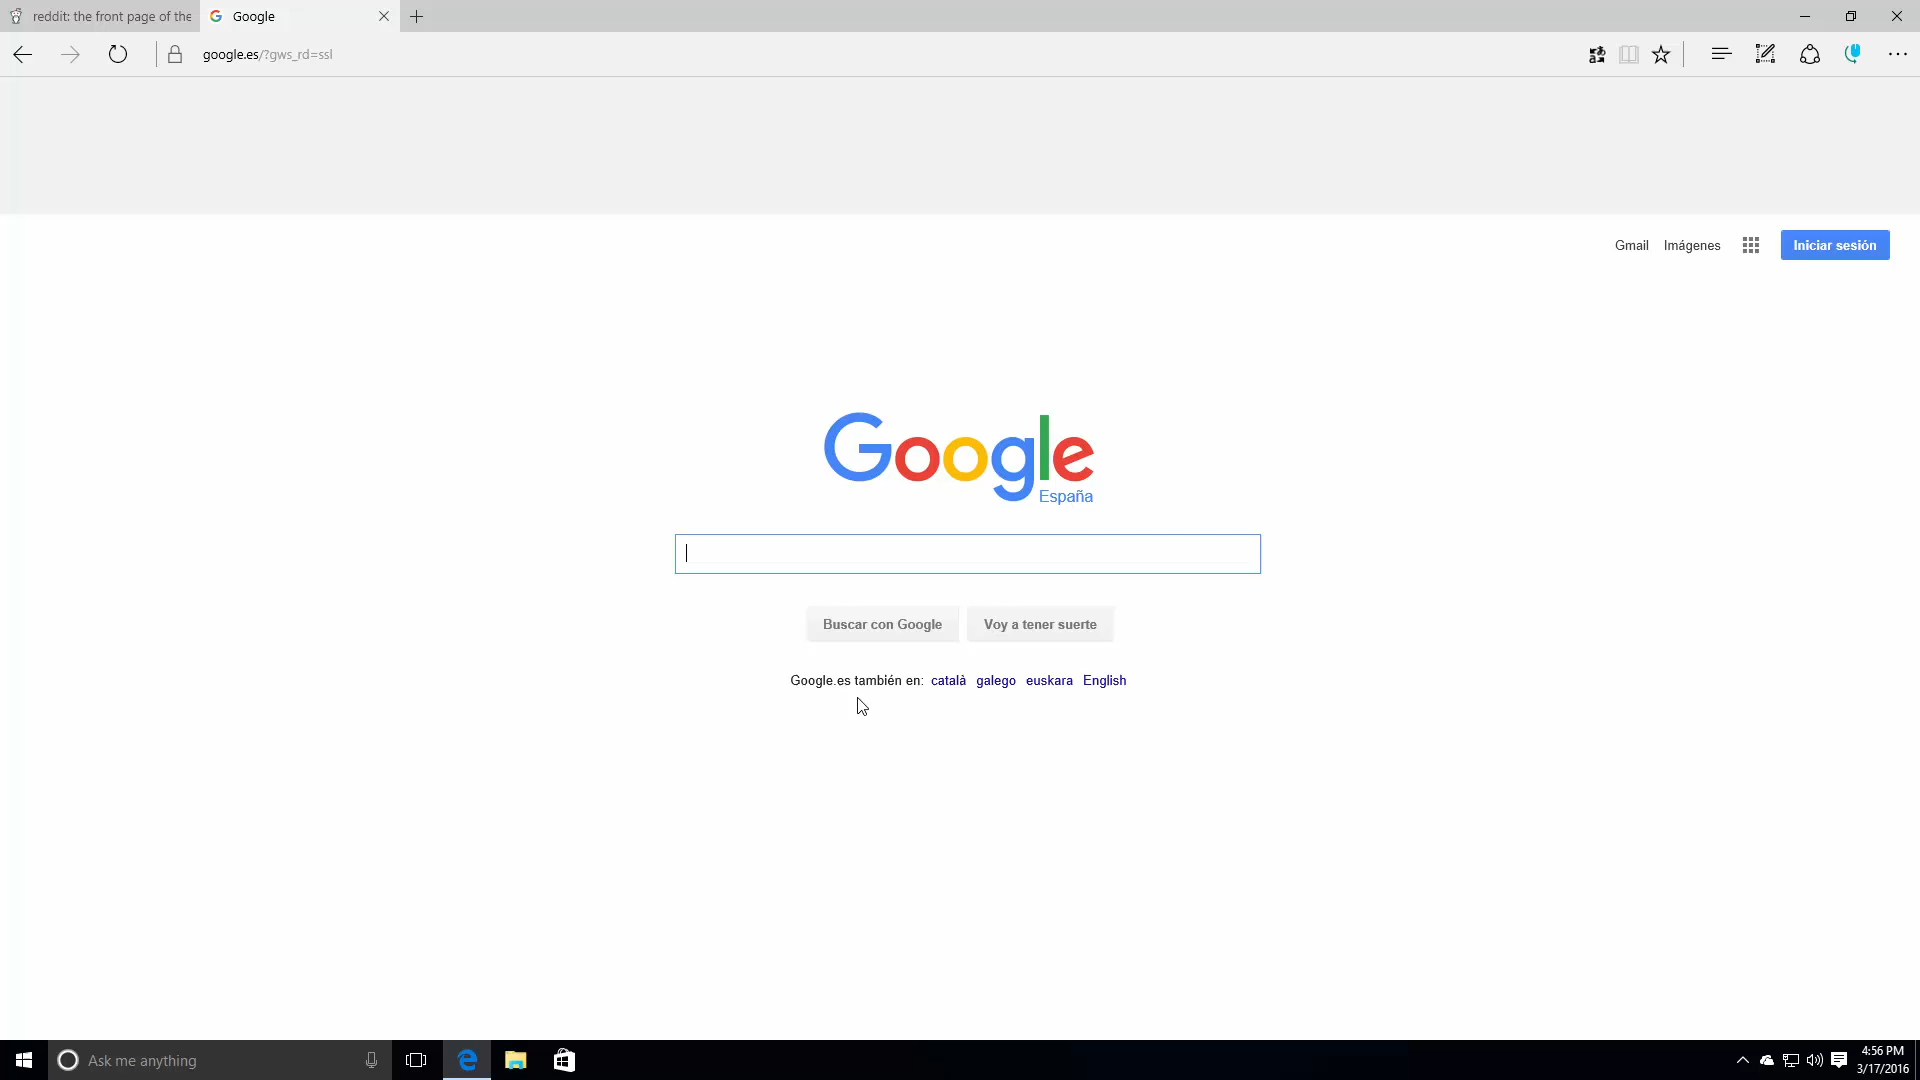 reddit: the front page of the
Google
google.es/?gws_rd=ssl
Gmail Imágenes Iniciar sesión
Google
España
Buscar con Google Voy a tener suerte
Google.es también en: català galego euskara English
Ask me anything
4:56 PM
3/17/2016